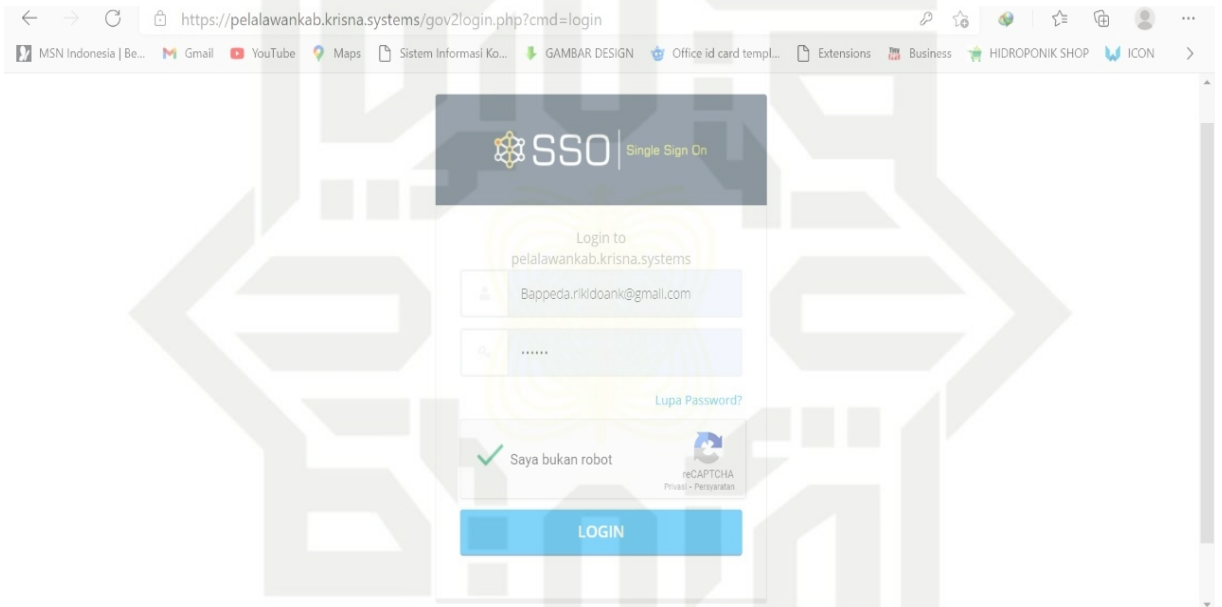 https://pelalawankab.krisna.systems/gov2login.php?cmd=login
MSN Indonesia | Be... Gmail YouTube Maps Sistem Informasi Ko... GAMBAR DESIGN Office id card templ... Extensions Business HIDROPONIK SHOP ICON
SSO Single Sign On
Login to
pelalawankab.krisna.systems
Bappeda.rikidoank@gmail.com
······
Lupa Password?
Saya bukan robot
reCAPTCHA
Privasi - Persyaratan
LOGIN